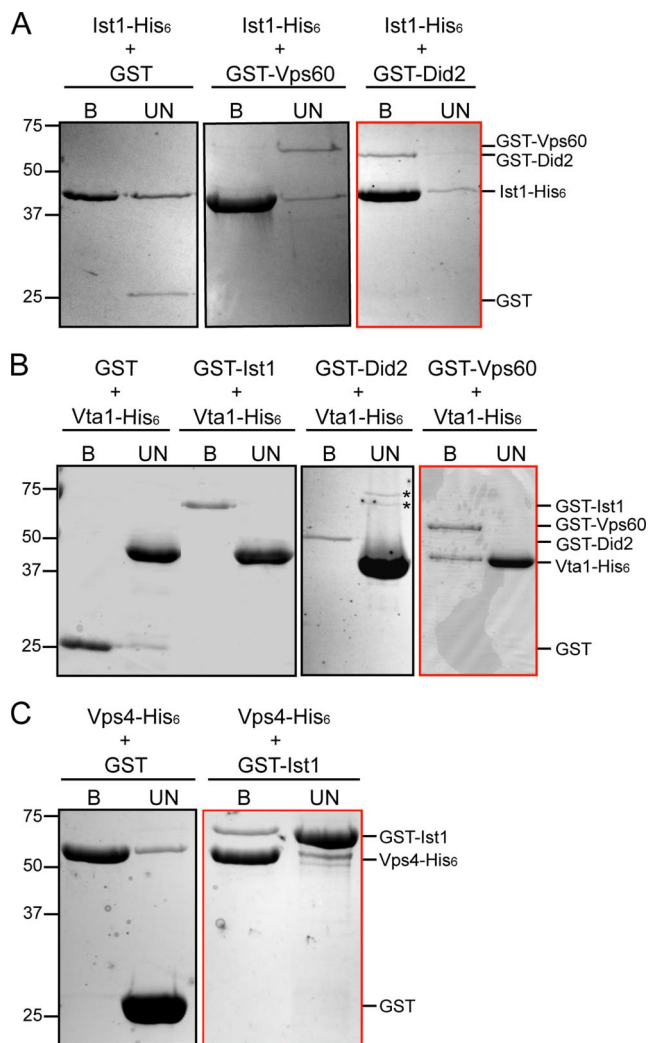 A
Ist1-His6 Ist1-His6 Ist1-His6
+ + +
GST GST-Vps60 GST-Did2
B UN B UN B UN
75
50
37
25
GST-Vps60
GST-Did2
Ist1-His6
GST
B
GST GST-Ist1 GST-Did2 GST-Vps60
+ + + +
Vta1-His6 Vta1-His6 Vta1-His6 Vta1-His6
B UN B UN B UN B UN
75
50
37
25
*
*
GST-Ist1
GST-Vps60
GST-Did2
Vta1-His6
GST
C
Vps4-His6 Vps4-His6
+ +
GST GST-Ist1
B UN B UN
75
50
37
25
GST-Ist1
Vps4-His6
GST